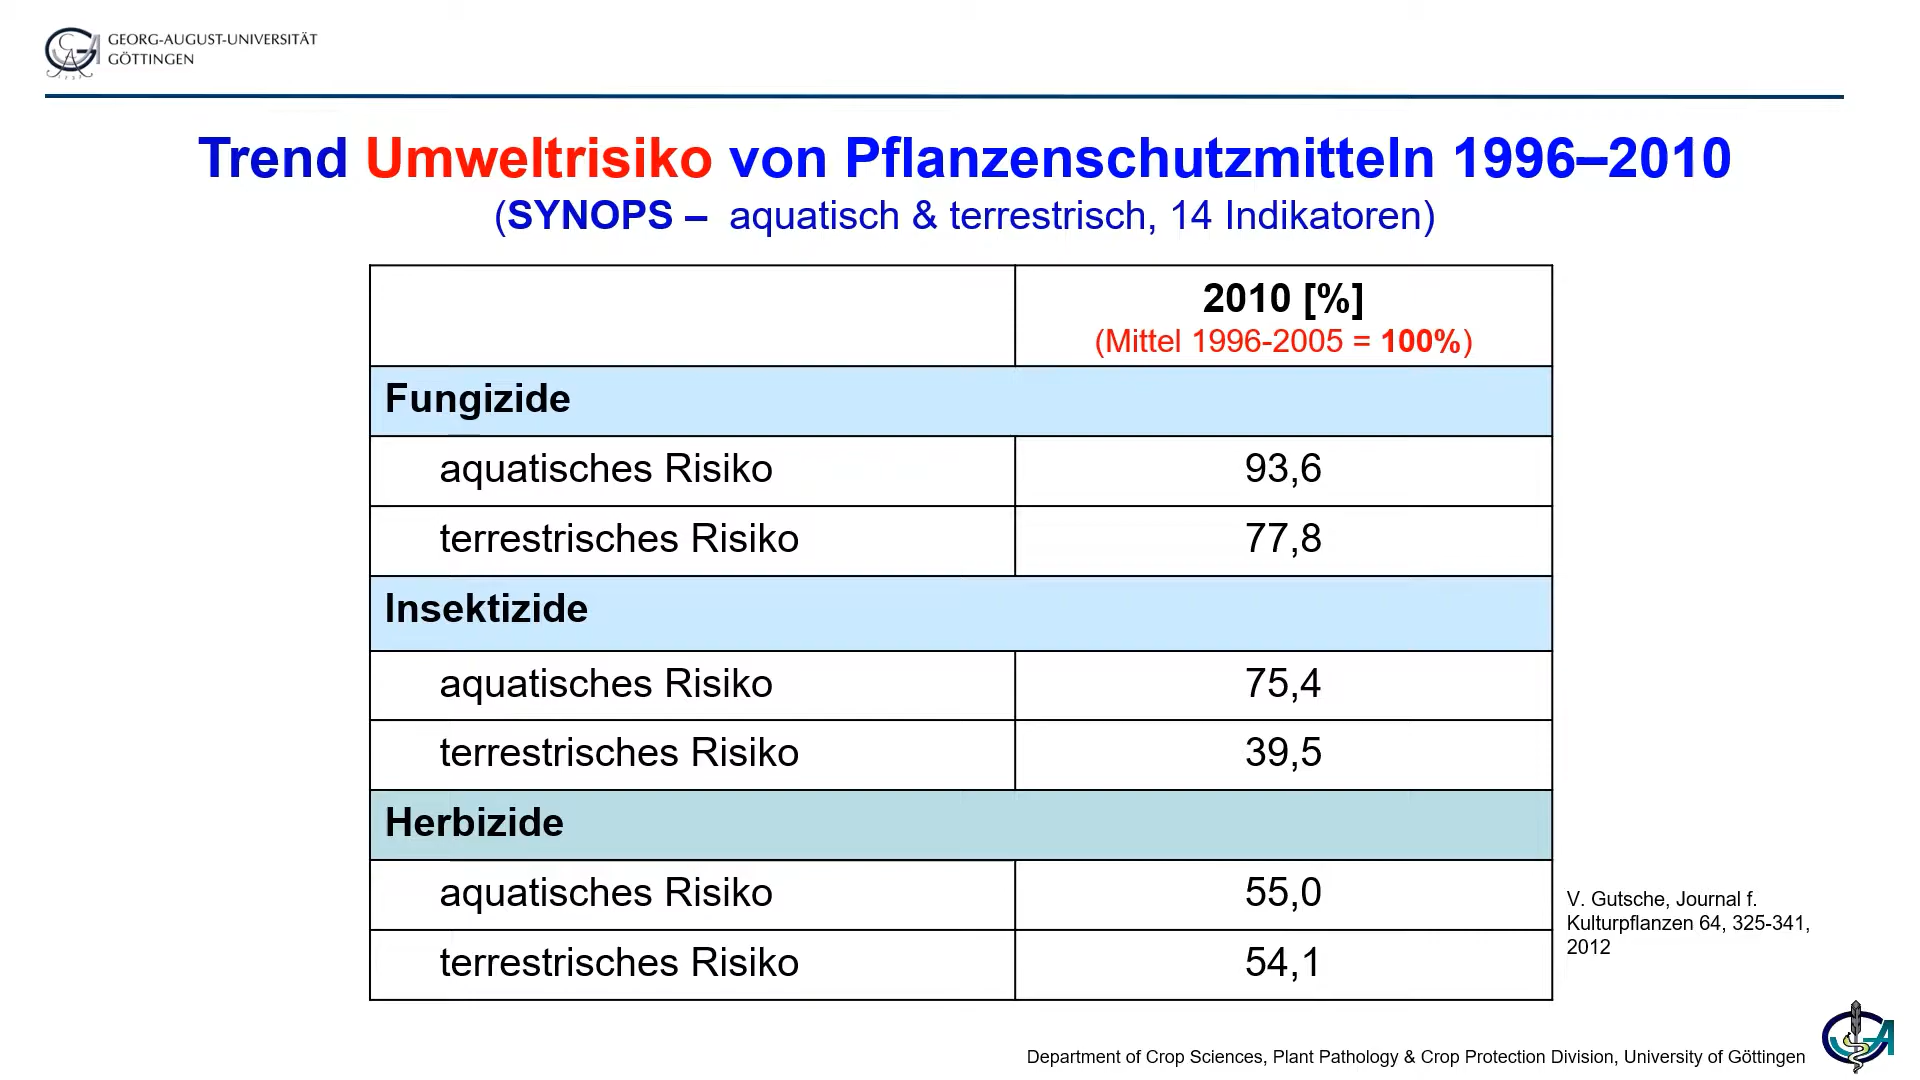 GEORG-AUGUST-UNIVERSITÄT
GÖTTINGEN
Trend Umweltrisiko von Pflanzenschutzmitteln 1996–2010
(SYNOPS – aquatisch & terrestrisch, 14 Indikatoren)
2010 [%]
(Mittel 1996-2005 = 100%)
Fungizide
aquatisches Risiko 93,6
terrestrisches Risiko 77,8
Insektizide
aquatisches Risiko 75,4
terrestrisches Risiko 39,5
Herbizide
aquatisches Risiko 55,0
terrestrisches Risiko 54,1
V. Gutsche, Journal f.
Kulturpflanzen 64, 325-341,
2012
Department of Crop Sciences, Plant Pathology & Crop Protection Division, University of Göttingen